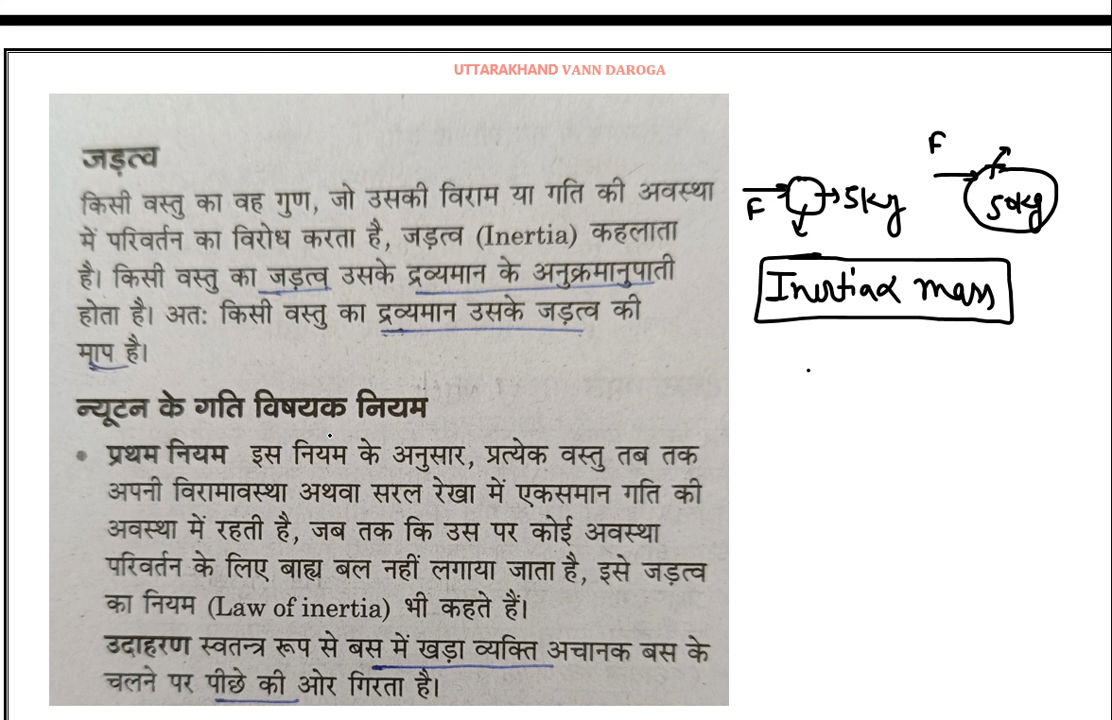 UTTARAKHAND VANN DAROGA
जड़त्व
किसी वस्तु का वह गुण, जो उसकी विराम या गति की अवस्था
में परिवर्तन का विरोध करता है, जड़त्व (Inertia) कहलाता
है। किसी वस्तु का जड़त्व उसके द्रव्यमान के अनुक्रमानुपाती
होता है। अतः किसी वस्तु का द्रव्यमान उसके जड़त्व की
माप है।
न्यूटन के गति विषयक नियम
• प्रथम नियम इस नियम के अनुसार, प्रत्येक वस्तु तब तक
अपनी विरामावस्था अथवा सरल रेखा में एकसमान गति की
अवस्था में रहती है, जब तक कि उस पर कोई अवस्था
परिवर्तन के लिए बाह्य बल नहीं लगाया जाता है, इसे जड़त्व
का नियम (Law of inertia) भी कहते हैं।
उदाहरण स्वतन्त्र रूप से बस में खड़ा व्यक्ति अचानक बस के
चलने पर पीछे की ओर गिरता है।
F
F 5kg
50kg
Inertial mass